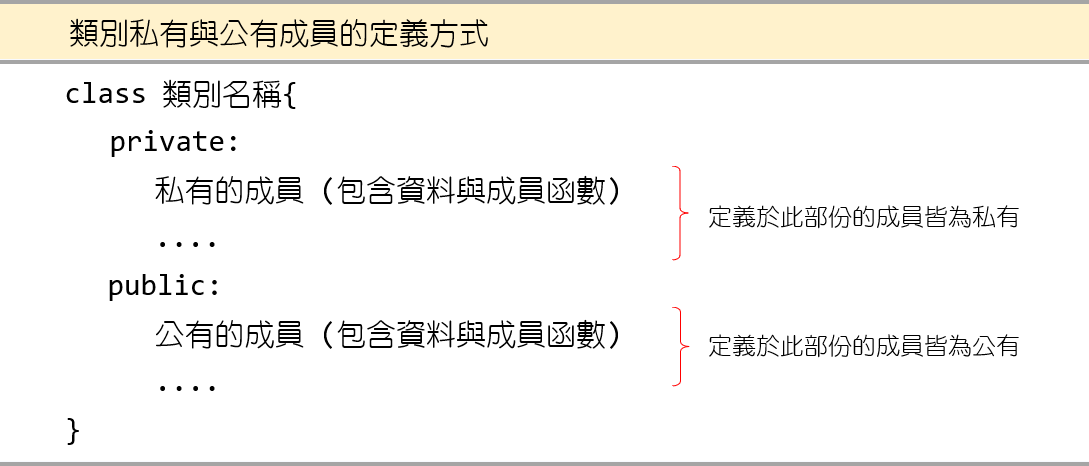 類別私有與公有成員的定義方式
class 類別名稱{
private:
私有的成員 (包含資料與成員函數)
....
定義於此部份的成員皆為私有
public:
公有的成員 (包含資料與成員函數)
....
定義於此部份的成員皆為公有
}